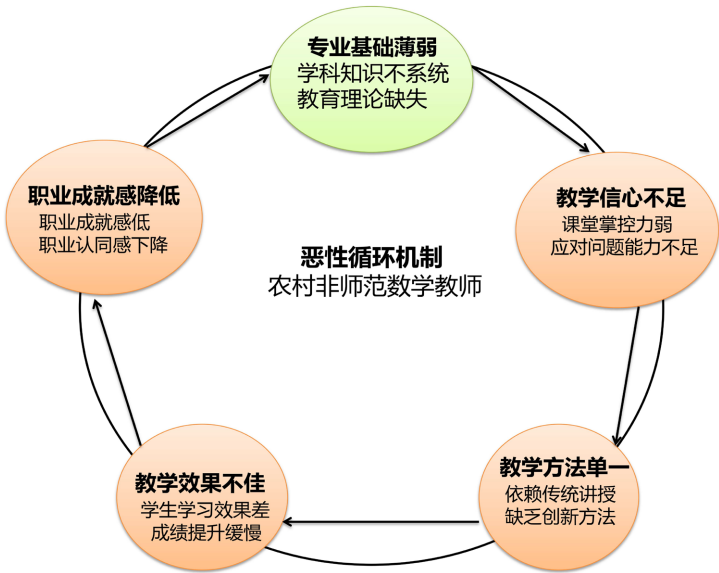 专业基础薄弱
学科知识不系统
教育理论缺失
教学信心不足
课堂掌控力弱
应对问题能力不足
教学方法单一
依赖传统讲授
缺乏创新方法
教学效果不佳
学生学习效果差
成绩提升缓慢
职业成就感降低
职业成就感低
职业认同感下降
恶性循环机制
农村非师范数学教师